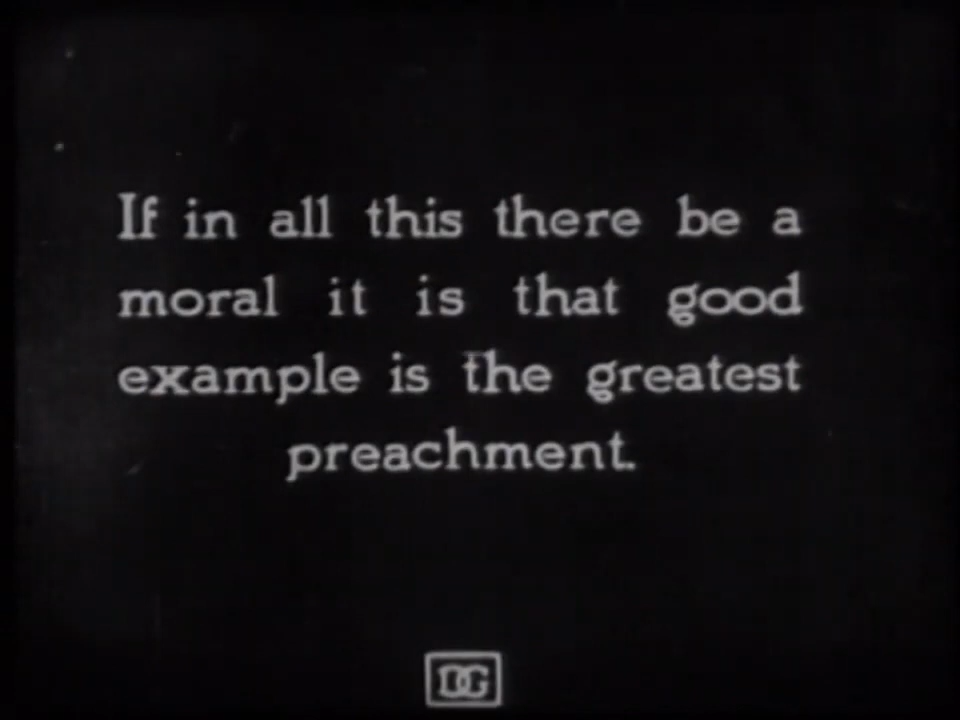 If in all this there be a
moral it is that good
example is the greatest
preachment.
DG